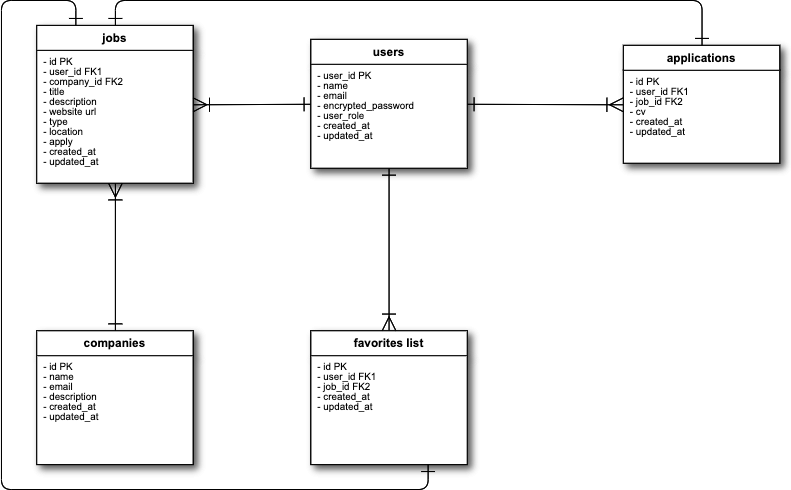 jobs
- id PK
- user_id FK1
- company_id FK2
- title
- description
- website url
- type
- location
- apply
- created_at
- updated_at
users
- user_id PK
- name
- email
- encrypted_password
- user_role
- created_at
- updated_at
applications
- id PK
- user_id FK1
- job_id FK2
- cv
- created_at
- updated_at
companies
- id PK
- name
- email
- description
- created_at
- updated_at
favorites list
- id PK
- user_id FK1
- job_id FK2
- created_at
- updated_at